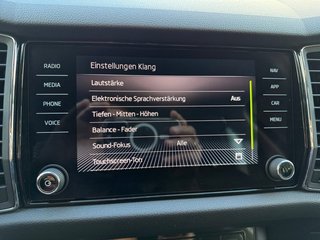 RADIO
MEDIA
PHONE
VOICE
Einstellungen Klang
Lautstärke
Elektronische Sprachverstärkung Aus
Tiefen - Mitten - Höhen
Balance - Fader
Sound-Fokus Alle
Touchscreen-Ton
NAV
APP
CAR
MENU